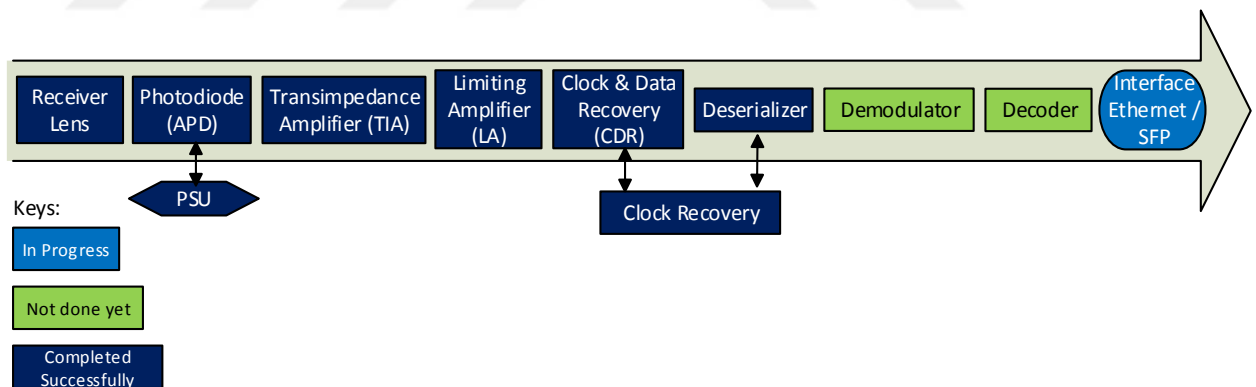 Receiver
Lens
Photodiode
(APD)
Transimpedance
Amplifier (TIA)
Limiting
Amplifier
(LA)
Clock & Data
Recovery
(CDR)
Deserializer
Demodulator
Decoder
Interface
Ethernet /
SFP
PSU
Clock Recovery
Keys:
In Progress
Not done yet
Completed
Successfully